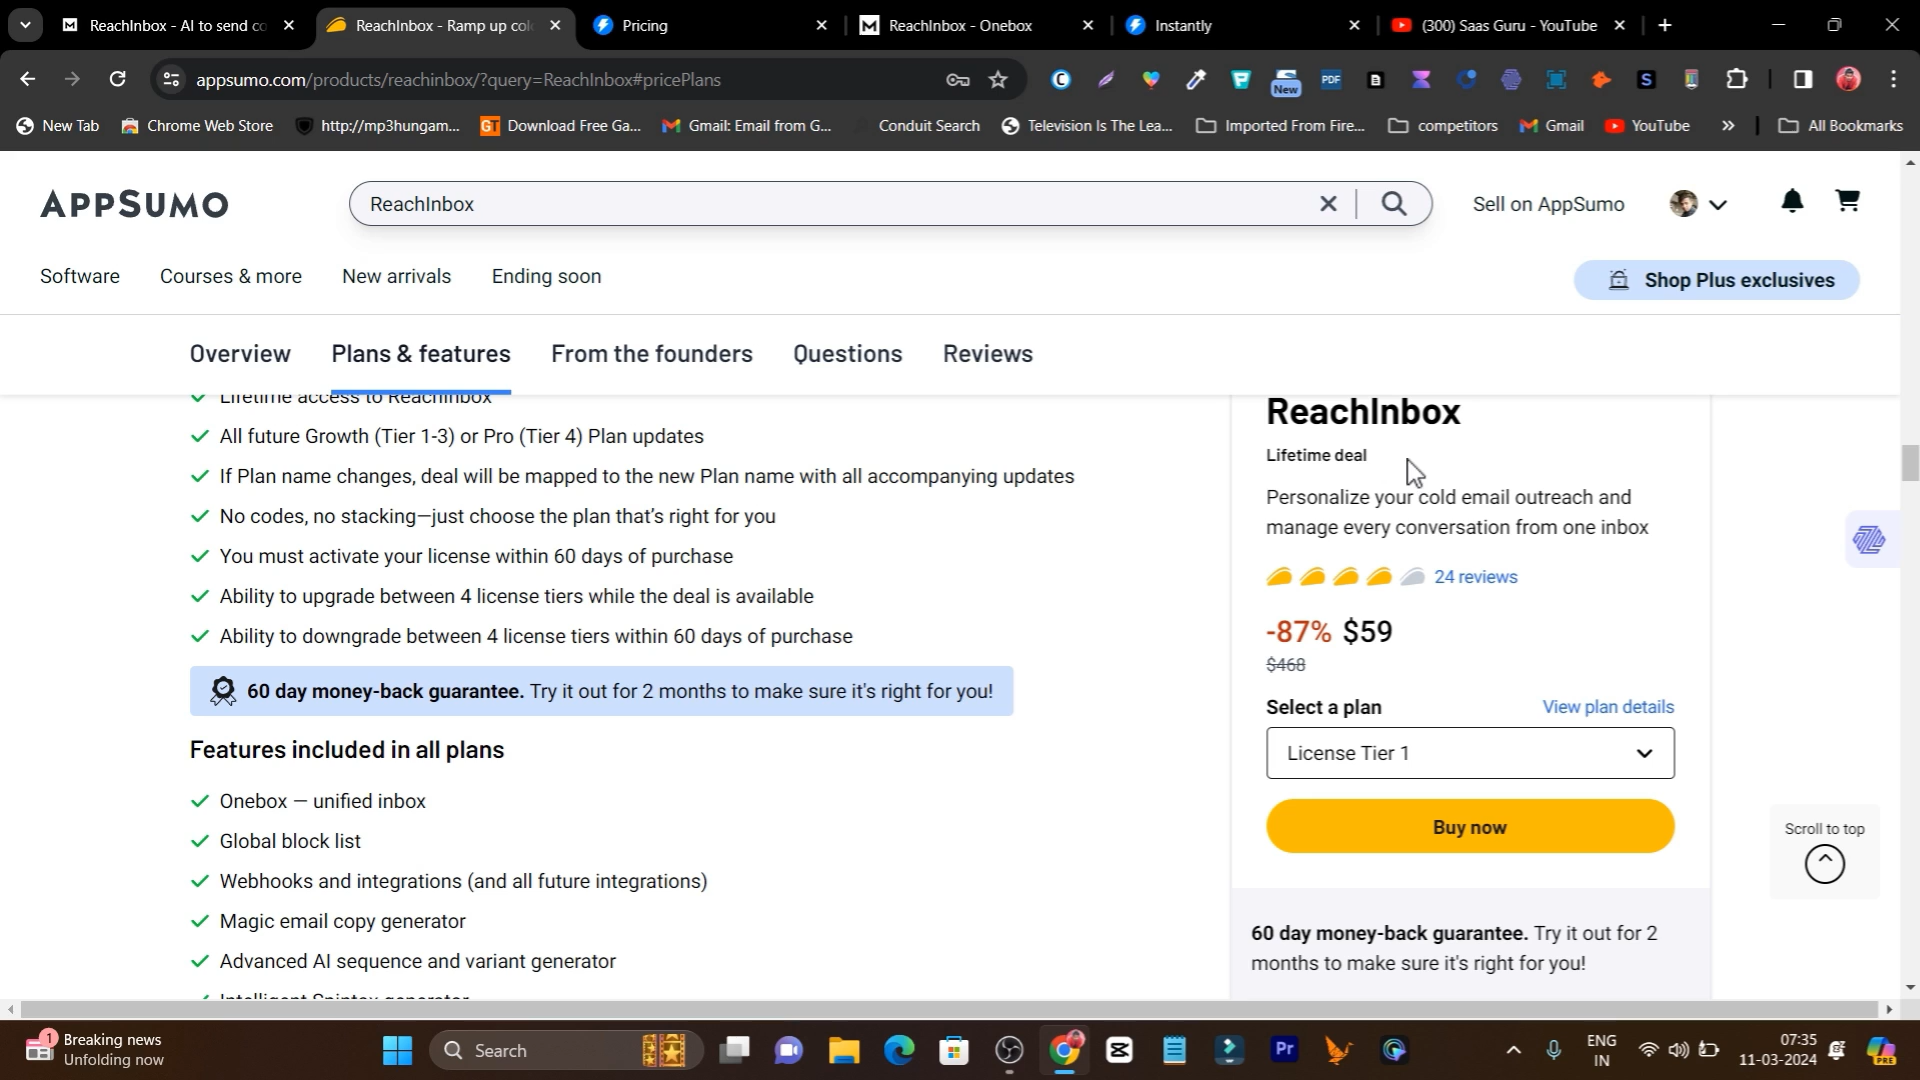 ReachInbox - AI to send co
ReachInbox - Ramp up col
Pricing
ReachInbox - Onebox
Instantly
(300) Saas Guru - YouTube
appsumo.com/products/reachinbox/?query=ReachInbox#pricePlans
New
PDF
New Tab
Chrome Web Store
http://mp3hungam...
Download Free Ga...
Gmail: Email from G...
Conduit Search
Television Is The Lea...
Imported From Fire...
competitors
Gmail
YouTube
All Bookmarks
APPSUMO
ReachInbox
Sell on AppSumo
Software
Courses & more
New arrivals
Ending soon
Shop Plus exclusives
Overview
Plans & features
From the founders
Questions
Reviews
Lifetime access to ReachInbox
All future Growth (Tier 1-3) or Pro (Tier 4) Plan updates
If Plan name changes, deal will be mapped to the new Plan name with all accompanying updates
No codes, no stacking—just choose the plan that's right for you
You must activate your license within 60 days of purchase
Ability to upgrade between 4 license tiers while the deal is available
Ability to downgrade between 4 license tiers within 60 days of purchase
60 day money-back guarantee. Try it out for 2 months to make sure it's right for you!
Features included in all plans
Onebox — unified inbox
Global block list
Webhooks and integrations (and all future integrations)
Magic email copy generator
Advanced AI sequence and variant generator
Intelligent Spintax generator
ReachInbox
Lifetime deal
Personalize your cold email outreach and
manage every conversation from one inbox
24 reviews
-87% $59
$468
Select a plan
View plan details
License Tier 1
Buy now
60 day money-back guarantee. Try it out for 2
months to make sure it's right for you!
Scroll to top
1
Breaking news
Unfolding now
Search
Pr
ENG
IN
07:35
11-03-2024
PRE